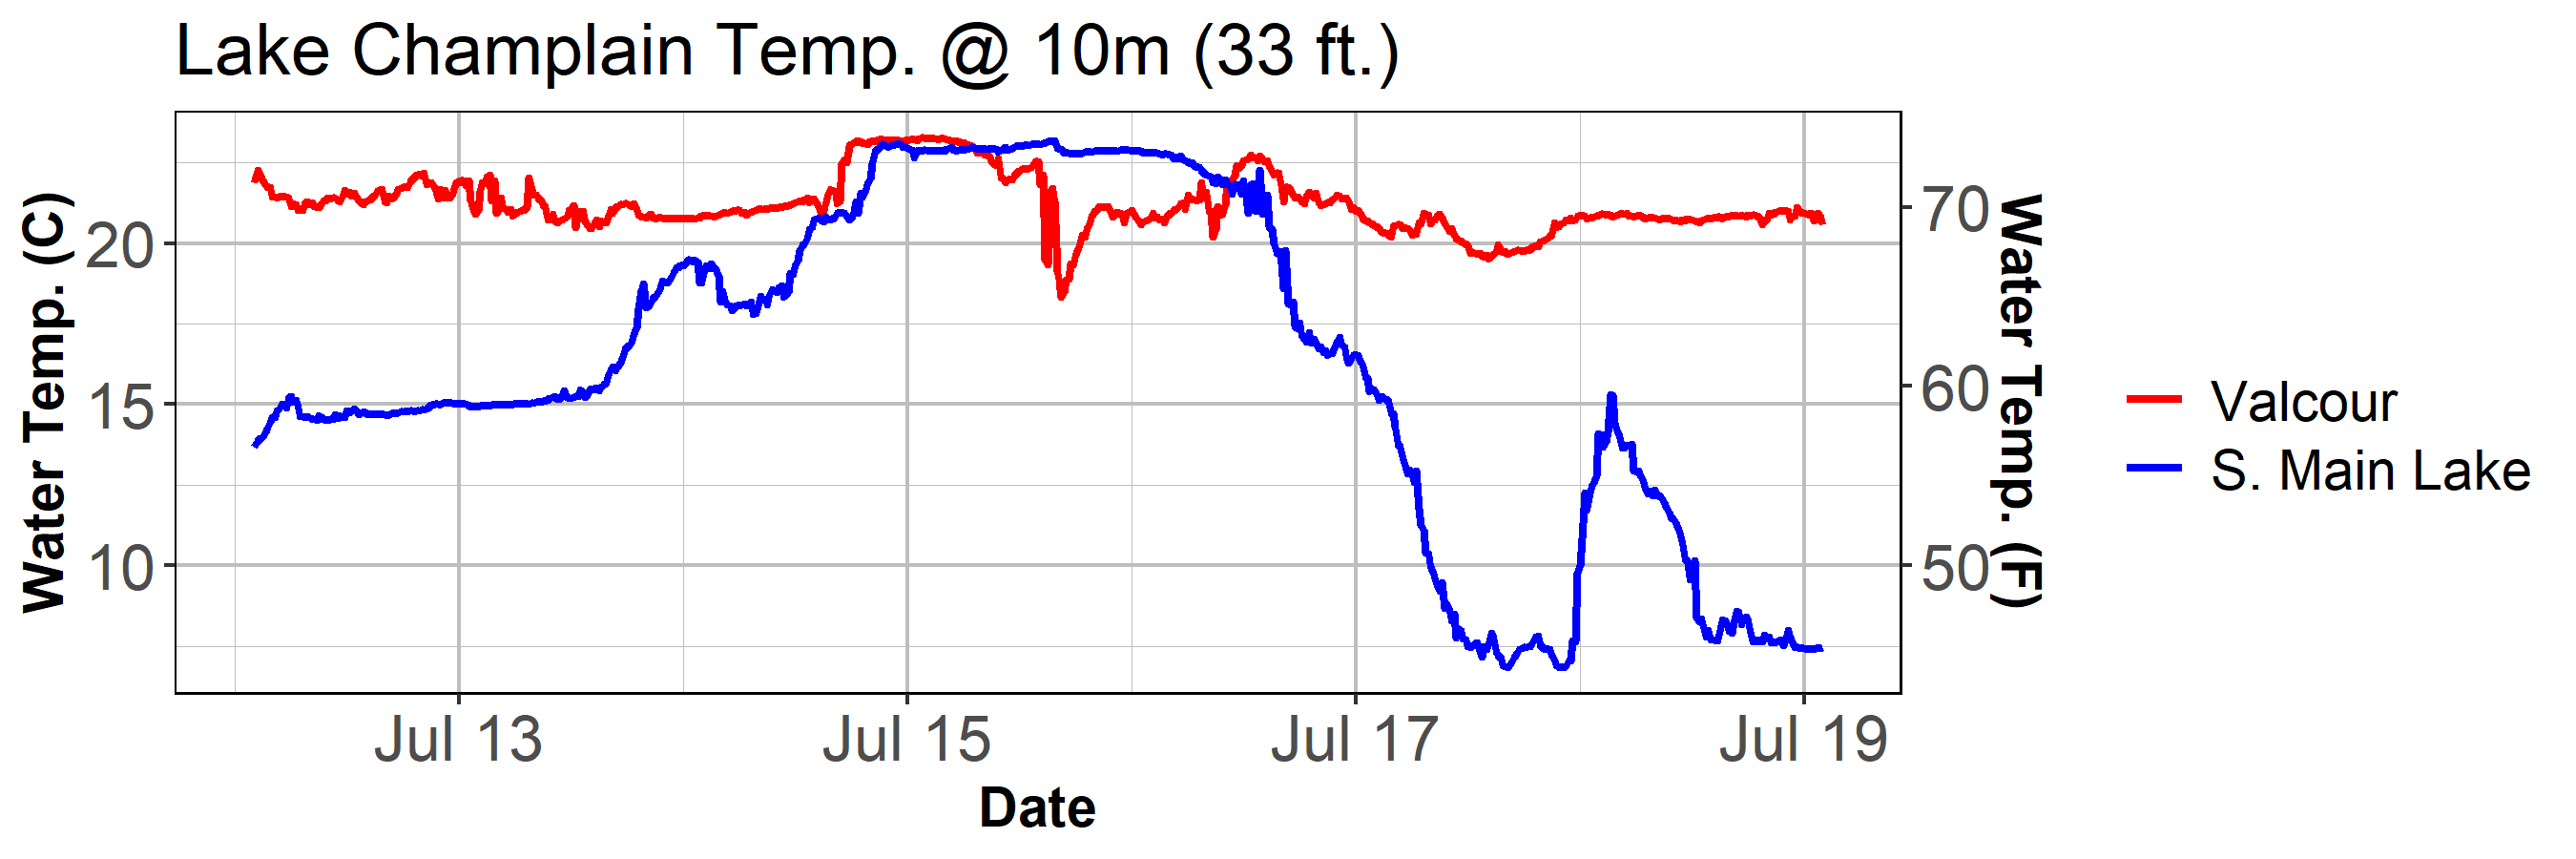 Lake Champlain Temp. @ 10m (33 ft.)
Water Temp. (C)
20
15
10
70
60
50
Water Temp. (F)
Jul 13
Jul 15
Jul 17
Jul 19
Date
Valcour
S. Main Lake